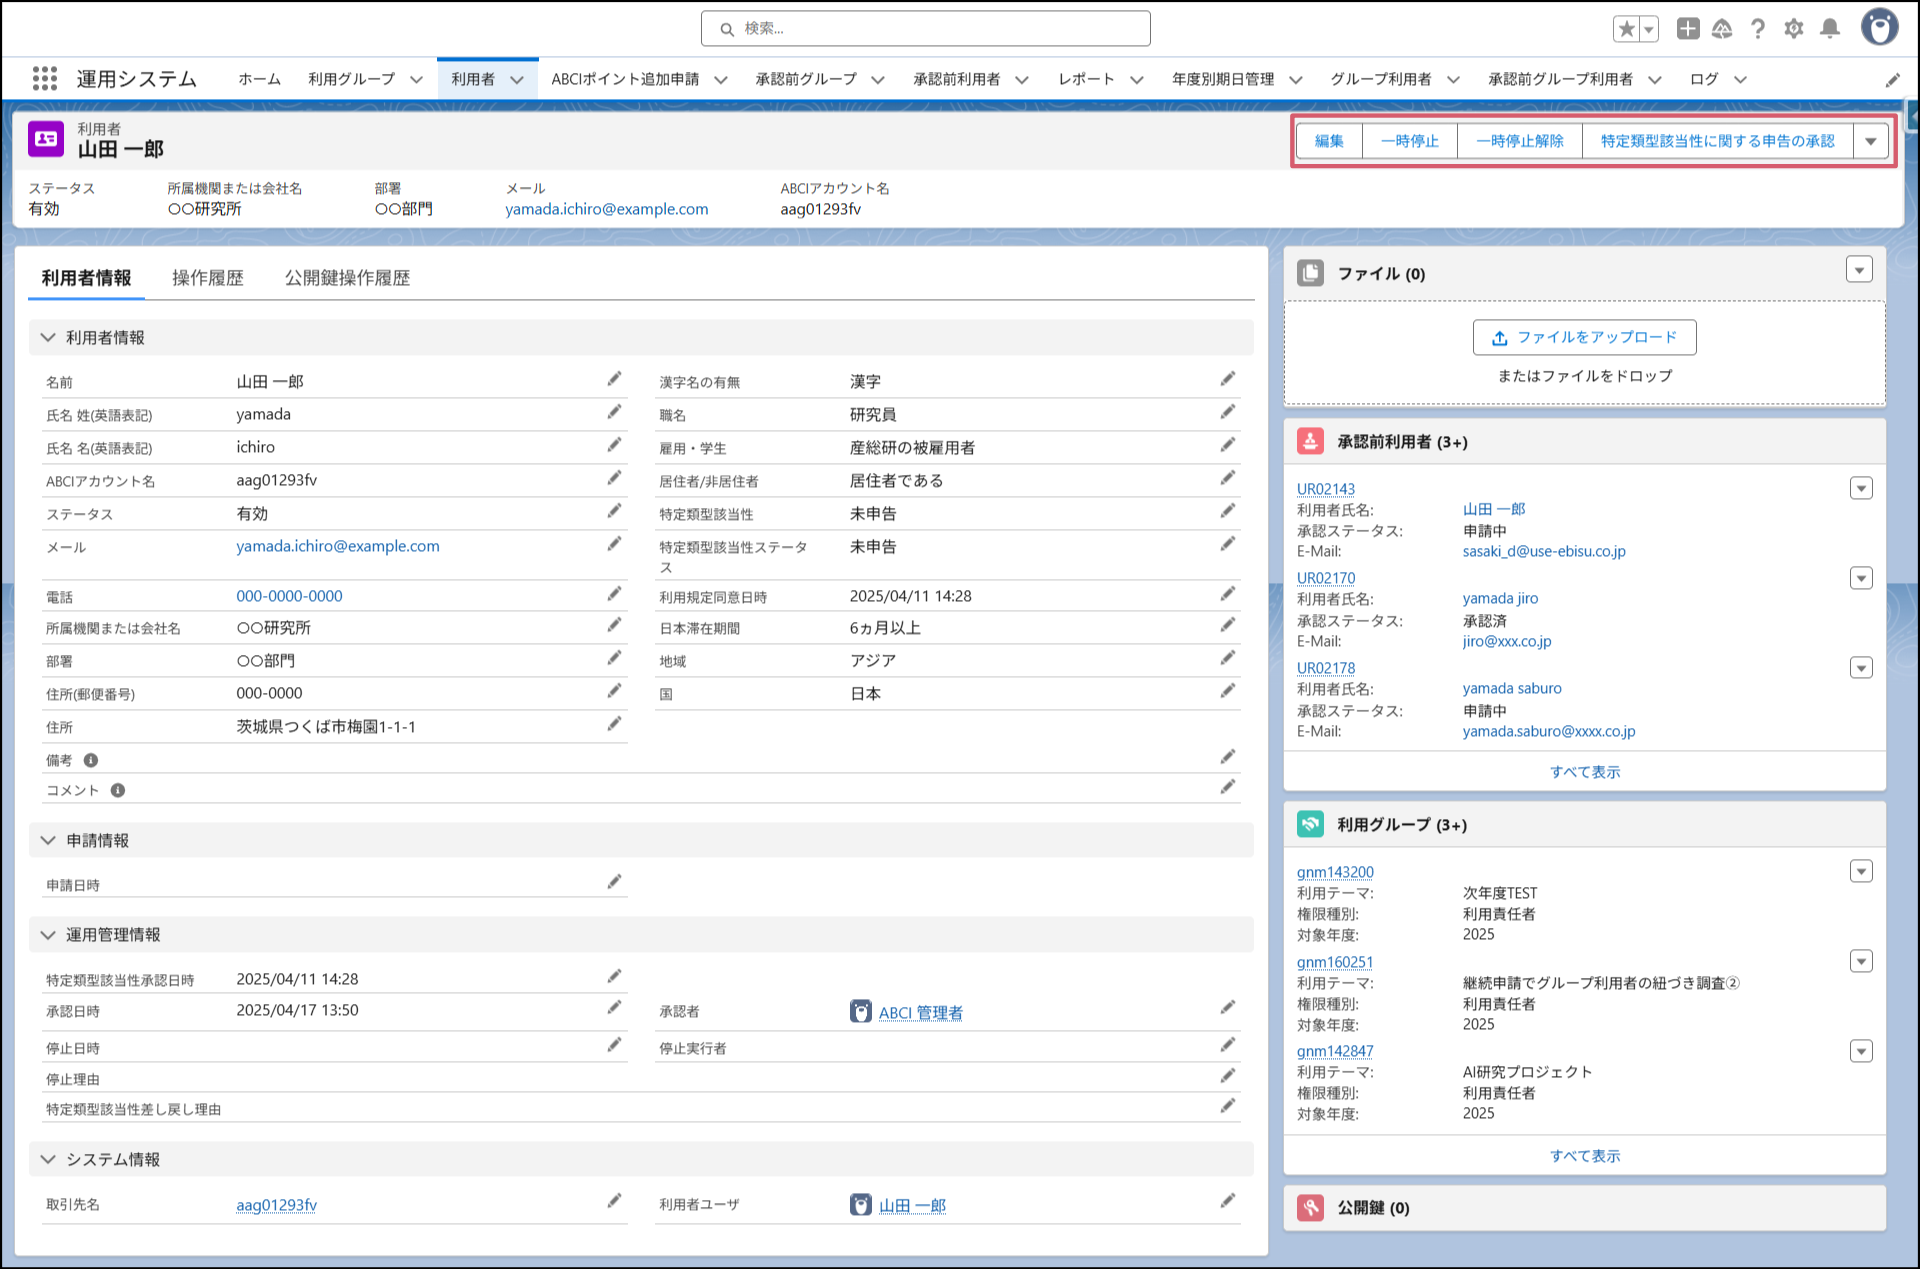 検索...
運用システム
ホーム
利用グループ
利用者
ABCIポイント追加申請
承認前グループ
承認前利用者
レポート
年度別期日管理
グループ利用者
承認前グループ利用者
ログ
利用者
山田 一郎
編集
一時停止
一時停止解除
特定類型該当性に関する申告の承認
ステータス
有効
所属機関または会社名
〇〇研究所
部署
〇〇部門
メール
yamada.ichiro@example.com
ABCIアカウント名
aag01293fv
利用者情報
操作履歴
公開鍵操作履歴
利用者情報
名前 山田 一郎
漢字名の有無 漢字
氏名 姓(英語表記) yamada
職名 研究員
氏名 名(英語表記) ichiro
雇用・学生 産総研の被雇用者
ABCIアカウント名 aag01293fv
居住者/非居住者 居住者である
ステータス 有効
特定類型該当性 未申告
メール yamada.ichiro@example.com
特定類型該当性ステータ
ス
未申告
電話 000-0000-0000
利用規定同意日時 2025/04/11 14:28
所属機関または会社名 〇〇研究所
日本滞在期間 6ヵ月以上
部署 〇〇部門
地域 アジア
住所(郵便番号) 000-0000
国 日本
住所 茨城県つくば市梅園1-1-1
備考
コメント
申請情報
申請日時
運用管理情報
特定類型該当性承認日時 2025/04/11 14:28
承認日時 2025/04/17 13:50
承認者 ABCI 管理者
停止日時
停止実行者
停止理由
特定類型該当性差し戻し理由
システム情報
取引先名 aag01293fv
利用者ユーザ 山田 一郎
ファイル (0)
ファイルをアップロード
またはファイルをドロップ
承認前利用者 (3+)
UR02143
利用者氏名: 山田 一郎
承認ステータス: 申請中
E-Mail: sasaki_d@use-ebisu.co.jp
UR02170
利用者氏名: yamada jiro
承認ステータス: 承認済
E-Mail: jiro@xxx.co.jp
UR02178
利用者氏名: yamada saburo
承認ステータス: 申請中
E-Mail: yamada.saburo@xxxx.co.jp
すべて表示
利用グループ (3+)
gnm143200
利用テーマ: 次年度TEST
権限種別: 利用責任者
対象年度: 2025
gnm160251
利用テーマ: 継続申請でグループ利用者の紐づき調査②
権限種別: 利用責任者
対象年度: 2025
gnm142847
利用テーマ: AI研究プロジェクト
権限種別: 利用責任者
対象年度: 2025
すべて表示
公開鍵 (0)